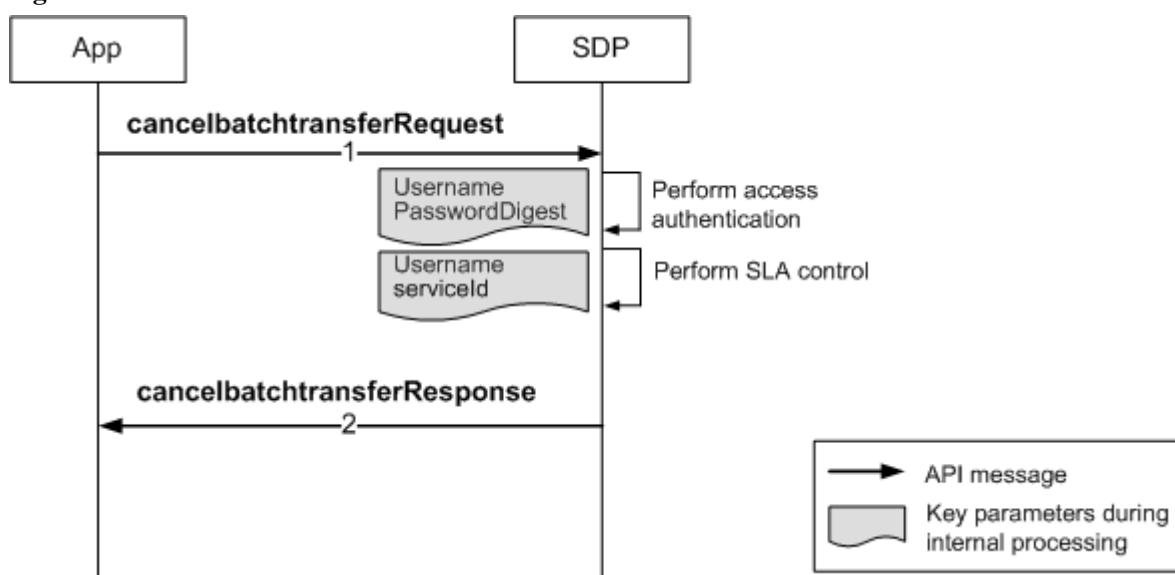 App
SDP
cancelbatchtransferRequest
1
Username
PasswordDigest
Perform access
authentication
Username
serviceId
Perform SLA control
cancelbatchtransferResponse
2
API message
Key parameters during
internal processing